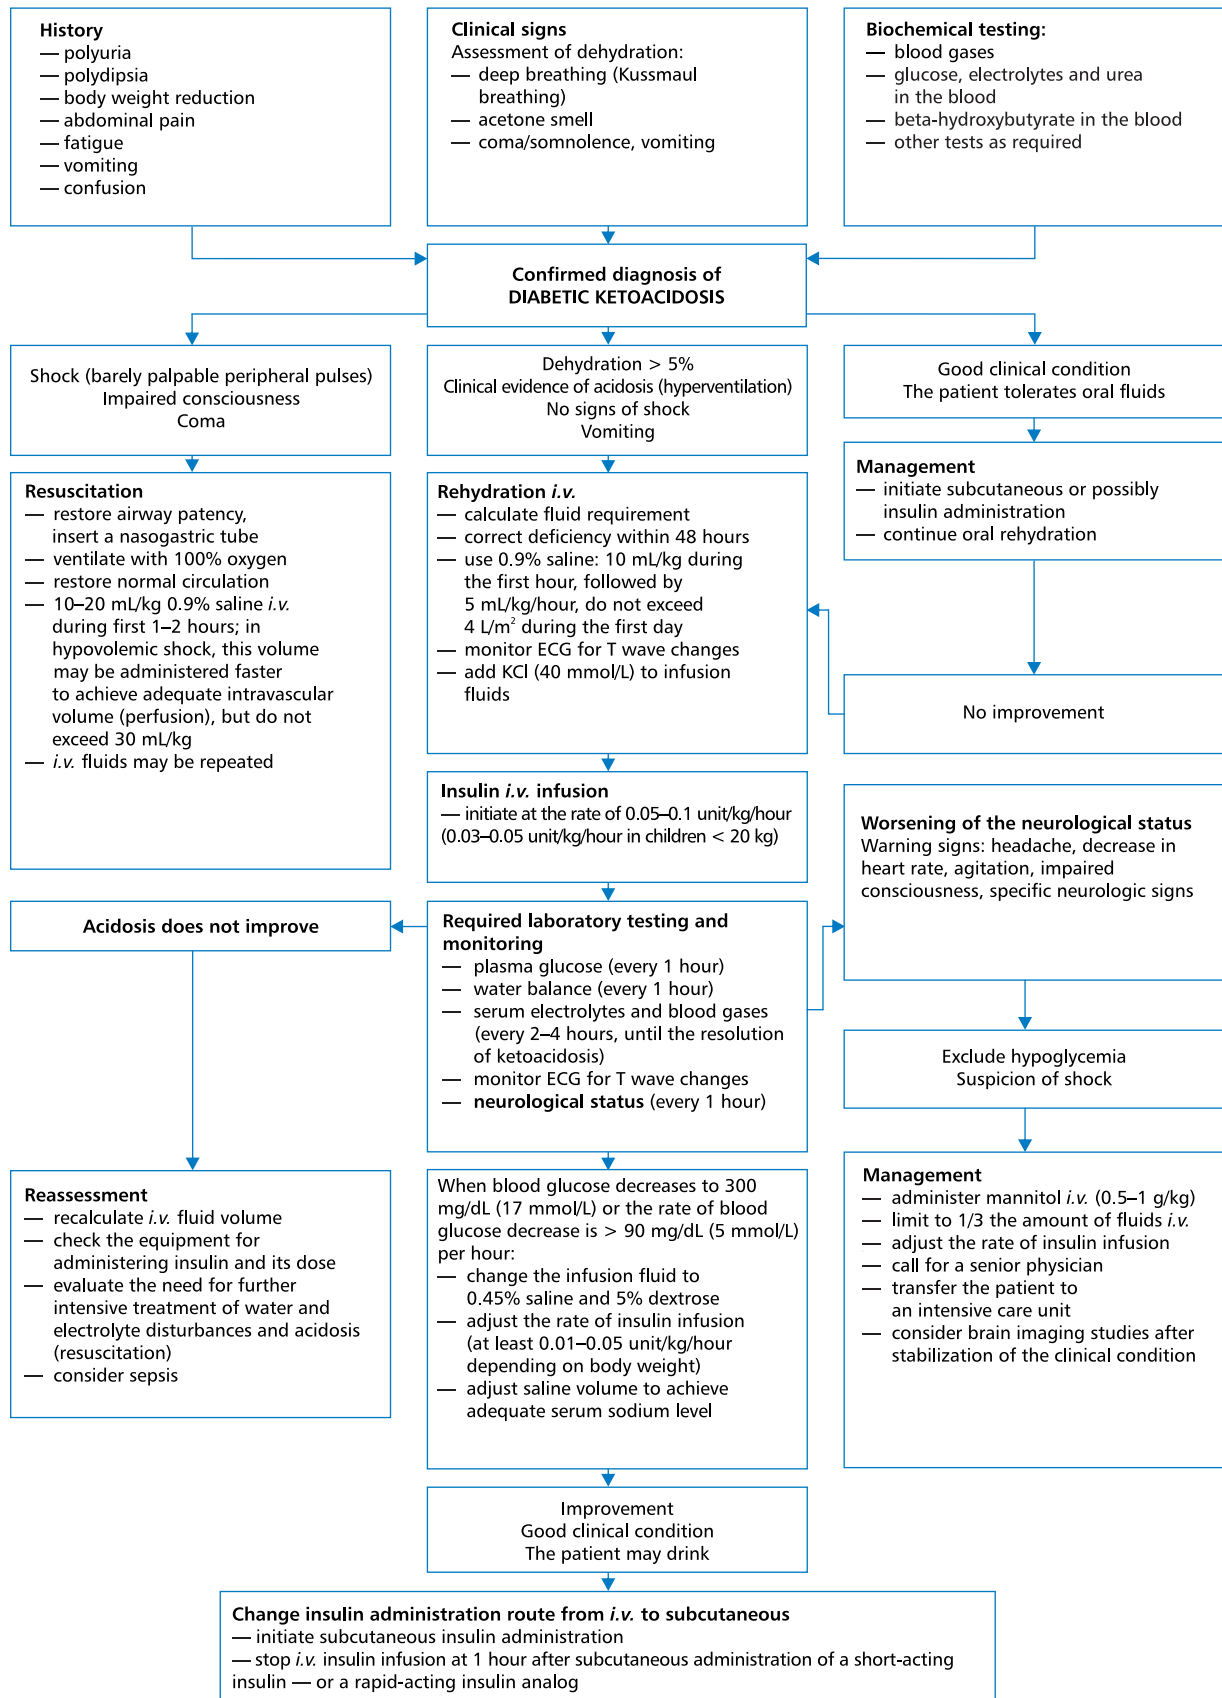 History
— polyuria
— polydipsia
— body weight reduction
— abdominal pain
— fatigue
— vomiting
— confusion
Clinical signs
Assessment of dehydration:
— deep breathing (Kussmaul
breathing)
— acetone smell
— coma/somnolence, vomiting
Biochemical testing:
— blood gases
— glucose, electrolytes and urea
in the blood
— beta-hydroxybutyrate in the blood
— other tests as required
Confirmed diagnosis of
DIABETIC KETOACIDOSIS
Shock (barely palpable peripheral pulses)
Impaired consciousness
Coma
Dehydration > 5%
Clinical evidence of acidosis (hyperventilation)
No signs of shock
Vomiting
Good clinical condition
The patient tolerates oral fluids
Resuscitation
— restore airway patency,
insert a nasogastric tube
— ventilate with 100% oxygen
— restore normal circulation
— 10–20 mL/kg 0.9% saline i.v.
during first 1–2 hours; in
hypovolemic shock, this volume
may be administered faster
to achieve adequate intravascular
volume (perfusion), but do not
exceed 30 mL/kg
— i.v. fluids may be repeated
Rehydration i.v.
— calculate fluid requirement
— correct deficiency within 48 hours
— use 0.9% saline: 10 mL/kg during
the first hour, followed by
5 mL/kg/hour, do not exceed
4 L/m² during the first day
— monitor ECG for T wave changes
— add KCl (40 mmol/L) to infusion
fluids
Management
— initiate subcutaneous or possibly
insulin administration
— continue oral rehydration
No improvement
Insulin i.v. infusion
— initiate at the rate of 0.05–0.1 unit/kg/hour
(0.03–0.05 unit/kg/hour in children < 20 kg)
Worsening of the neurological status
Warning signs: headache, decrease in
heart rate, agitation, impaired
consciousness, specific neurologic signs
Acidosis does not improve
Required laboratory testing and
monitoring
— plasma glucose (every 1 hour)
— water balance (every 1 hour)
— serum electrolytes and blood gases
(every 2–4 hours, until the resolution
of ketoacidosis)
— monitor ECG for T wave changes
— neurological status (every 1 hour)
Exclude hypoglycemia
Suspicion of shock
Reassessment
— recalculate i.v. fluid volume
— check the equipment for
administering insulin and its dose
— evaluate the need for further
intensive treatment of water and
electrolyte disturbances and acidosis
(resuscitation)
— consider sepsis
When blood glucose decreases to 300
mg/dL (17 mmol/L) or the rate of blood
glucose decrease is > 90 mg/dL (5 mmol/L)
per hour:
— change the infusion fluid to
0.45% saline and 5% dextrose
— adjust the rate of insulin infusion
(at least 0.01–0.05 unit/kg/hour
depending on body weight)
— adjust saline volume to achieve
adequate serum sodium level
Management
— administer mannitol i.v. (0.5–1 g/kg)
— limit to 1/3 the amount of fluids i.v.
— adjust the rate of insulin infusion
— call for a senior physician
— transfer the patient to
an intensive care unit
— consider brain imaging studies after
stabilization of the clinical condition
Improvement
Good clinical condition
The patient may drink
Change insulin administration route from i.v. to subcutaneous
— initiate subcutaneous insulin administration
— stop i.v. insulin infusion at 1 hour after subcutaneous administration of a short-acting
insulin — or a rapid-acting insulin analog